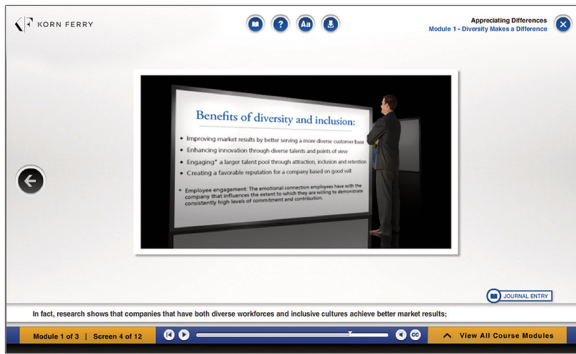 KORN FERRY
?
Aa
Appreciating Differences
Module 1 - Diversity Makes a Difference
Benefits of diversity and inclusion:
• Improving market results by better serving a more diverse customer base
• Enhancing innovation through diverse talents and points of view
• Engaging* a larger talent pool through attraction, inclusion and retention
• Creating a favorable reputation for a company based on good will
* Employee engagement: The emotional connection employees have with the
company that influences the extent to which they are willing to demonstrate
consistently high levels of commitment and contribution.
JOURNAL ENTRY
In fact, research shows that companies that have both diverse workforces and inclusive cultures achieve better market results;
Module 1 of 3 | Screen 4 of 12
CC
View All Course Modules